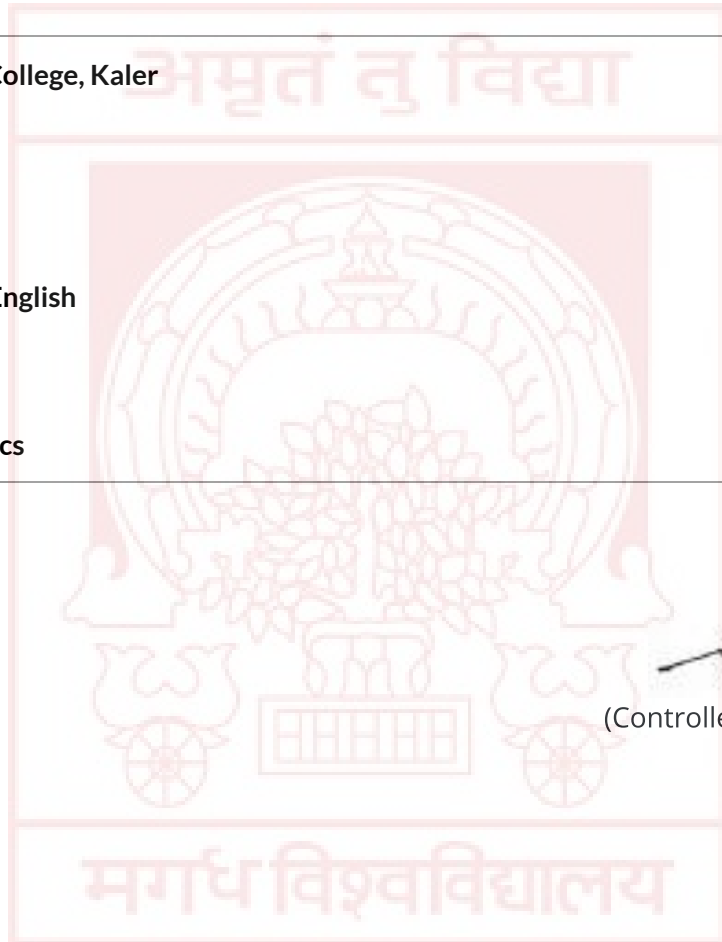 अमृतं तु विद्या
College, Kaler
English
cs
(Controlle
मगध विश्वविद्यालय